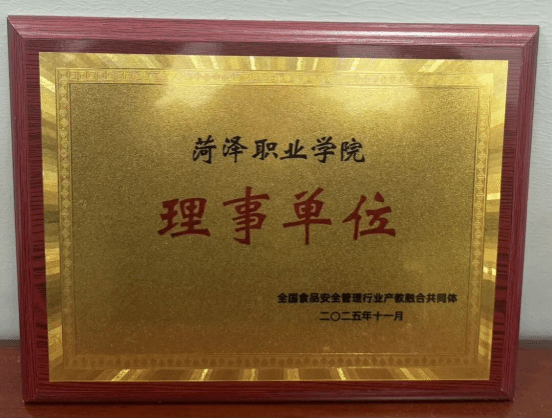 菏泽职业学院
理事单位
全国食品安全管理行业产教融合共同体
二〇二五年十一月